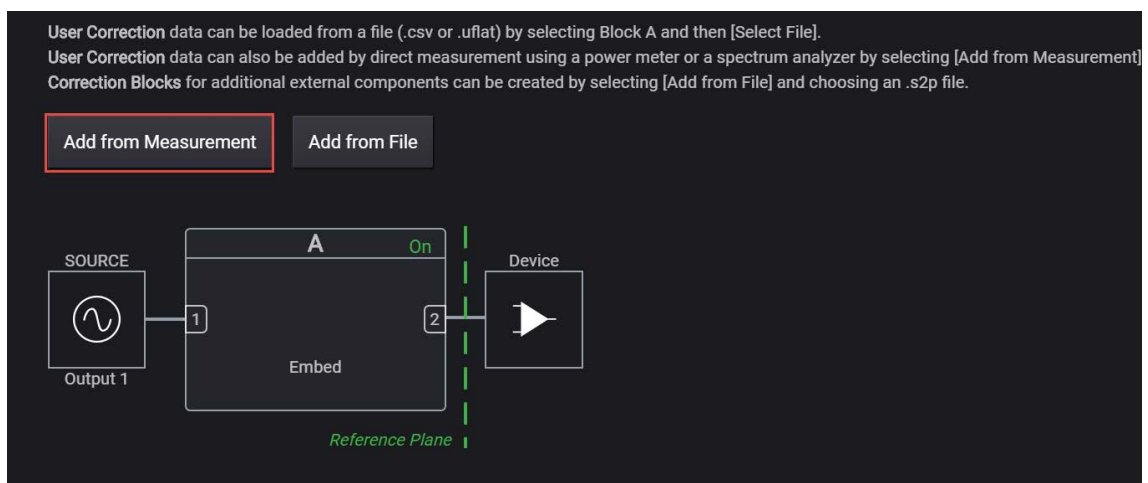 User Correction data can be loaded from a file (.csv or .uflat) by selecting Block A and then [Select File].
User Correction data can also be added by direct measurement using a power meter or a spectrum analyzer by selecting [Add from Measurement]
Correction Blocks for additional external components can be created by selecting [Add from File] and choosing an .s2p file.
Add from Measurement
Add from File
A
On
SOURCE
Device
1
2
Embed
Output 1
Reference Plane